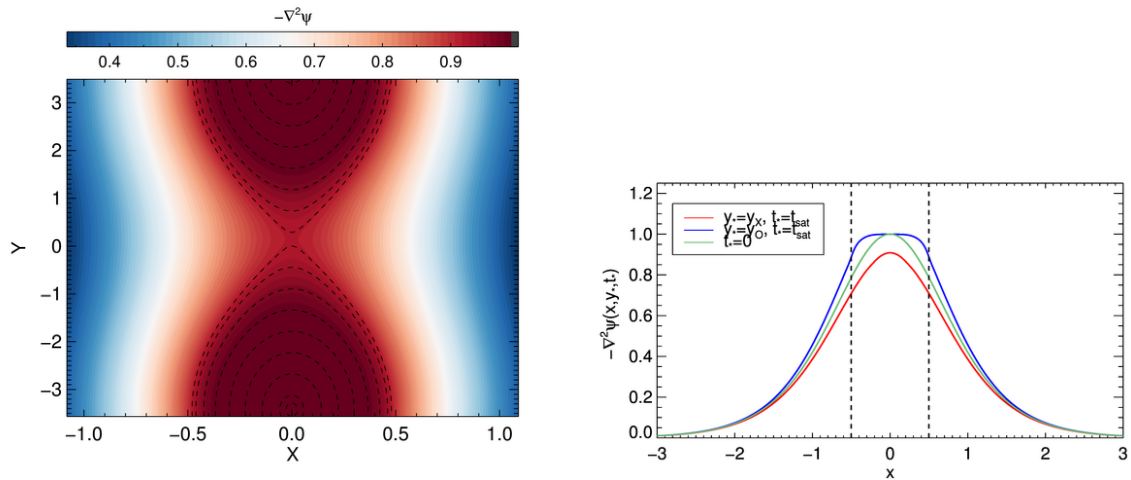 −∇²ψ
0.4 0.5 0.6 0.7 0.8 0.9
3
2
1
0
−1
−2
−3
Y
−1.0 −0.5 0.0 0.5 1.0
X
1.2
1.0
0.8
0.6
0.4
0.2
0.0
−∇²ψ(x,y*,t*)
y*=yX, t*=tsat
y*=yO, t*=tsat
t*=0
−3 −2 −1 0 1 2 3
x